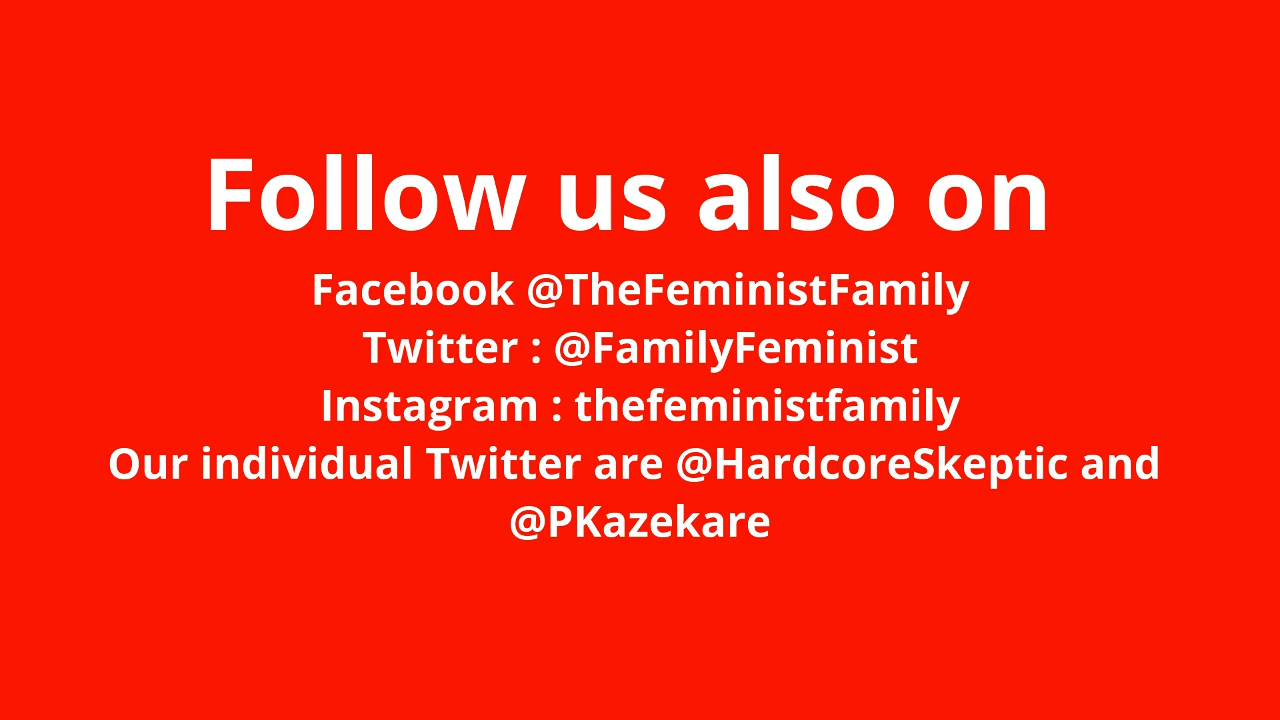 Follow us also on
Facebook @TheFeministFamily
Twitter : @FamilyFeminist
Instagram : thefeministfamily
Our individual Twitter are @HardcoreSkeptic and
@PKazekare